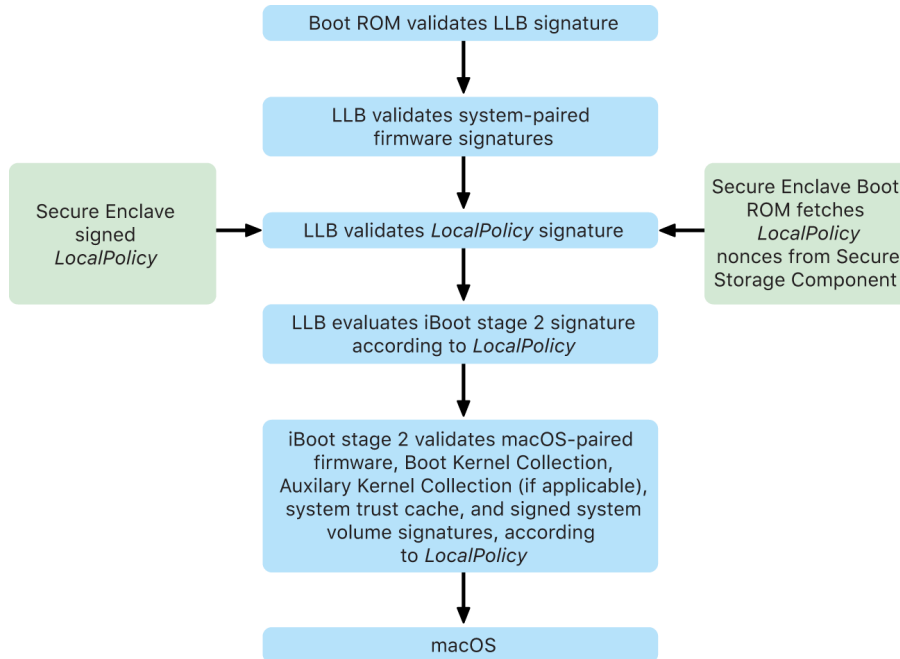 Boot ROM validates LLB signature
LLB validates system-paired
firmware signatures
Secure Enclave
signed
LocalPolicy
LLB validates LocalPolicy signature
Secure Enclave Boot
ROM fetches
LocalPolicy
nonces from Secure
Storage Component
LLB evaluates iBoot stage 2 signature
according to LocalPolicy
iBoot stage 2 validates macOS-paired
firmware, Boot Kernel Collection,
Auxilary Kernel Collection (if applicable),
system trust cache, and signed system
volume signatures, according
to LocalPolicy
macOS